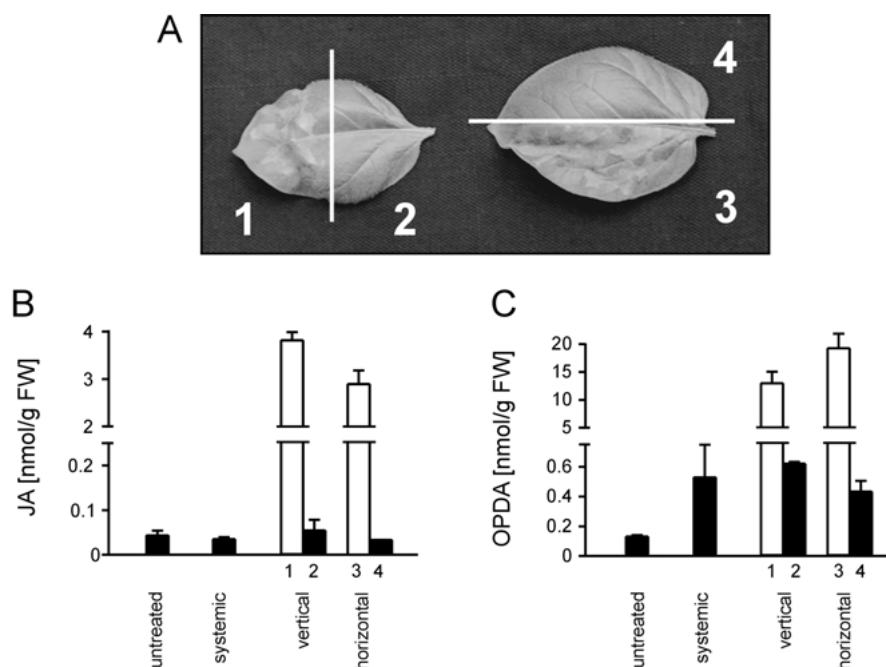 A
1
2
3
4
B
JA [nmol/g FW]
4
3
2
0.2
0.1
0
1 2 3 4
untreated
systemic
vertical
horizontal
C
OPDA [nmol/g FW]
20
15
10
5
0.6
0.4
0.2
0
1 2 3 4
untreated
systemic
vertical
horizontal